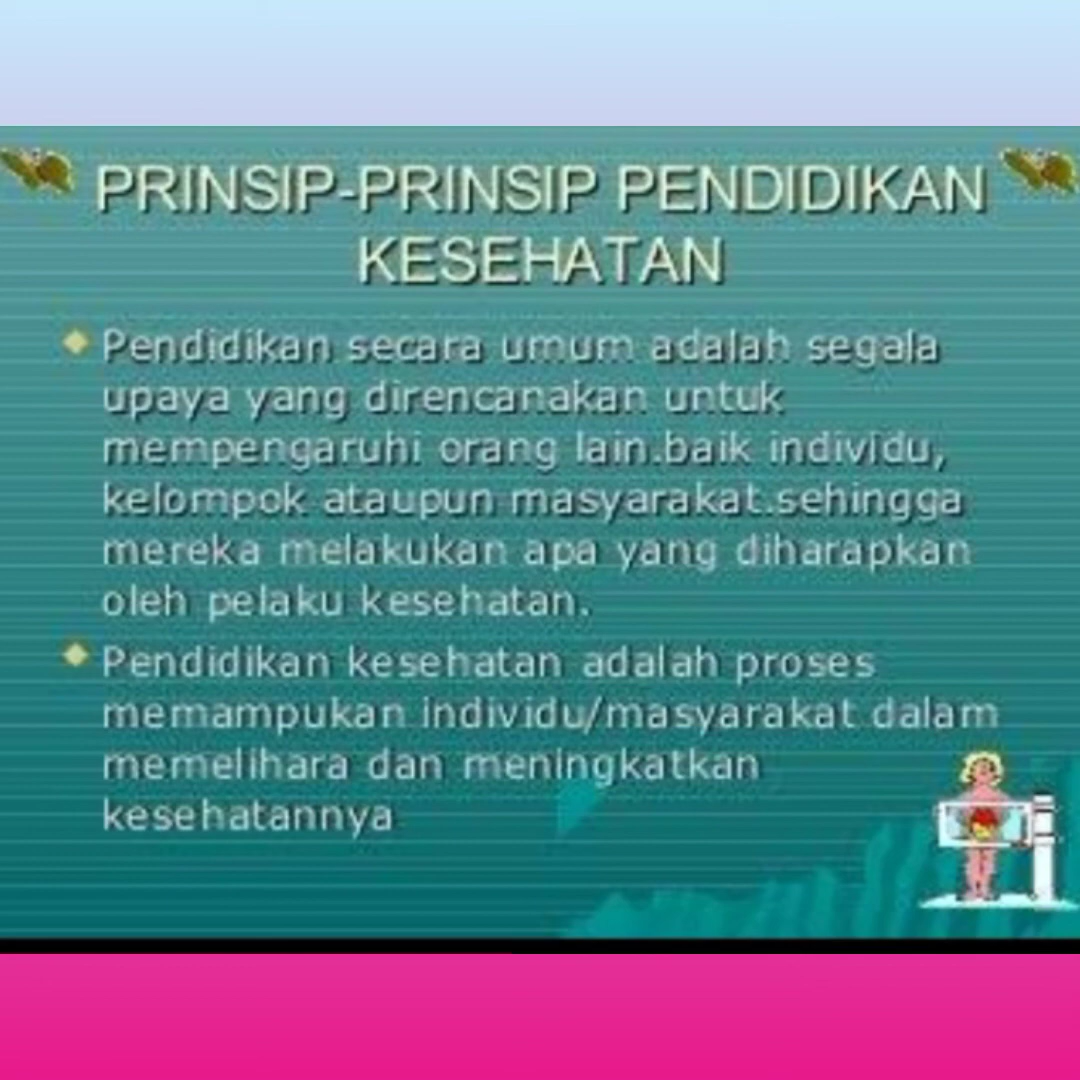 PRINSIP-PRINSIP PENDIDIKAN
KESEHATAN
Pendidikan secara umum adalah segala
upaya yang direncanakan untuk
mempengaruhi orang lain.baik individu,
kelompok ataupun masyarakat.sehingga
mereka melakukan apa yang diharapkan
oleh pelaku kesehatan.
Pendidikan kesehatan adalah proses
memampukan individu/masyarakat dalam
memelihara dan meningkatkan
kesehatannya